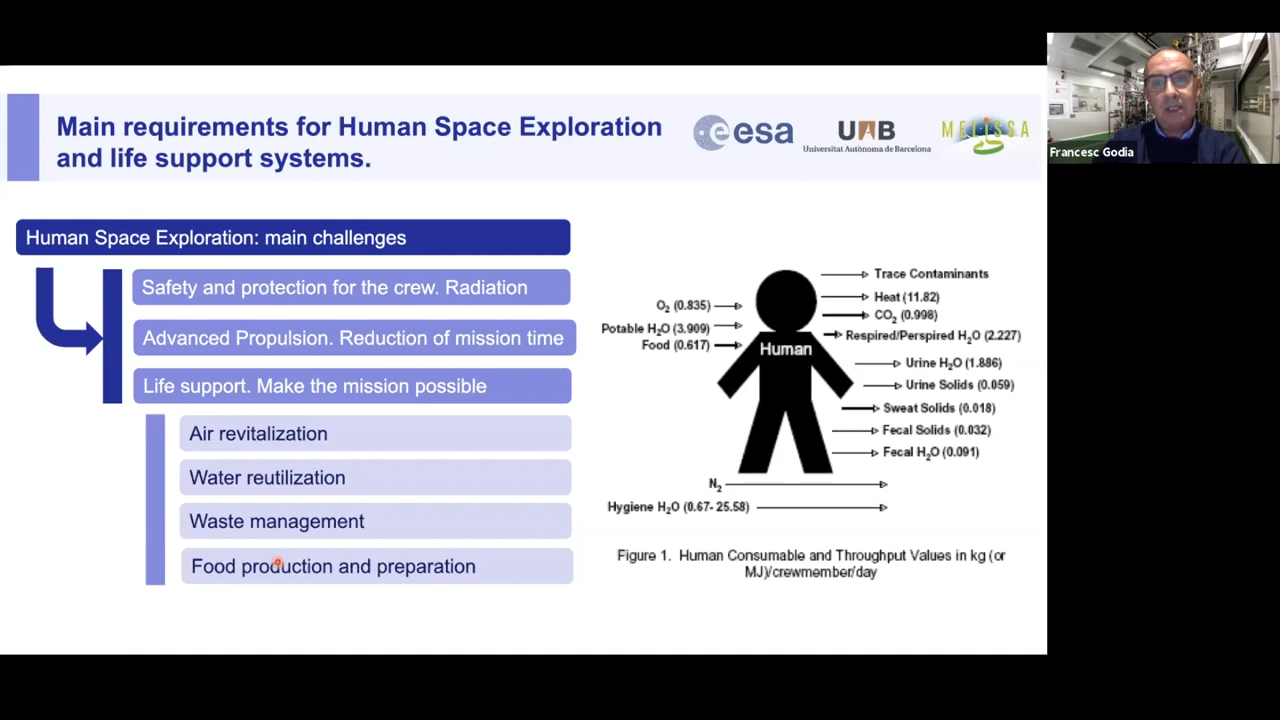 Main requirements for Human Space Exploration
and life support systems.
esa
UAB
Universitat Autònoma de Barcelona
MELISSA
Francesc Godia
Human Space Exploration: main challenges
Safety and protection for the crew. Radiation
Advanced Propulsion. Reduction of mission time
Life support. Make the mission possible
Air revitalization
Water reutilization
Waste management
Food production and preparation
O2 (0.835)
Potable H2O (3.909)
Food (0.617)
Human
Trace Contaminants
Heat (11.82)
CO2 (0.998)
Respired/Perspired H2O (2.227)
Urine H2O (1.886)
Urine Solids (0.059)
Sweat Solids (0.018)
Fecal Solids (0.032)
Fecal H2O (0.091)
N2
Hygiene H2O (0.67- 25.58)
Figure 1. Human Consumable and Throughput Values in kg (or
MJ)/crewmember/day